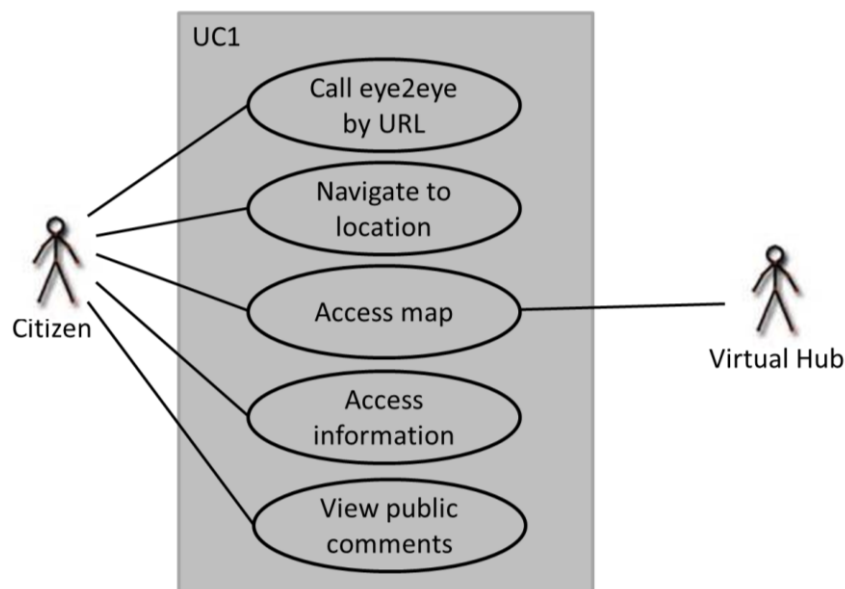 UC1
Call eye2eye
by URL
Navigate to
location
Access map
Access
information
View public
comments
Citizen
Virtual Hub